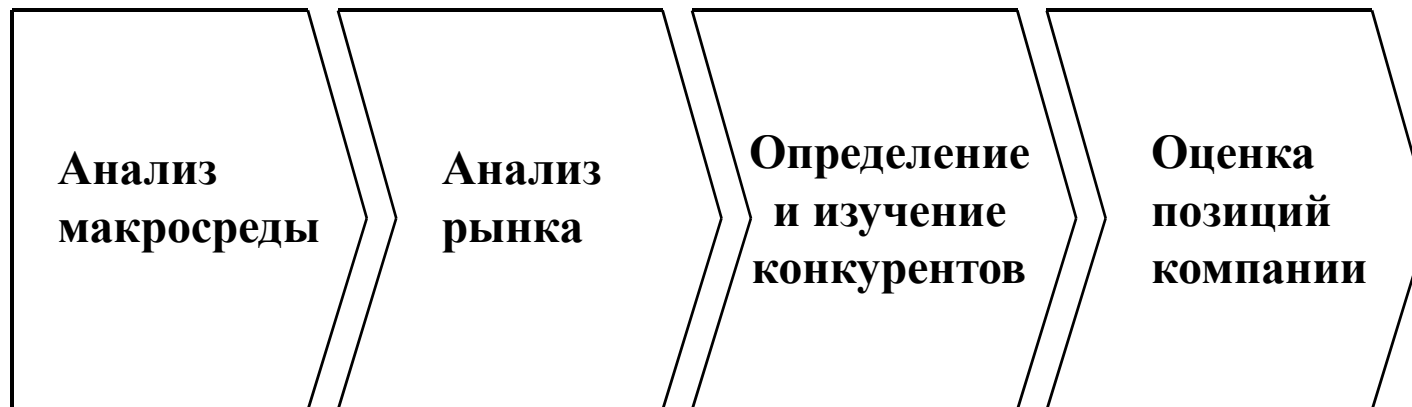 Анализ
макросреды
Анализ
рынка
Определение
и изучение
конкурентов
Оценка
позиций
компании